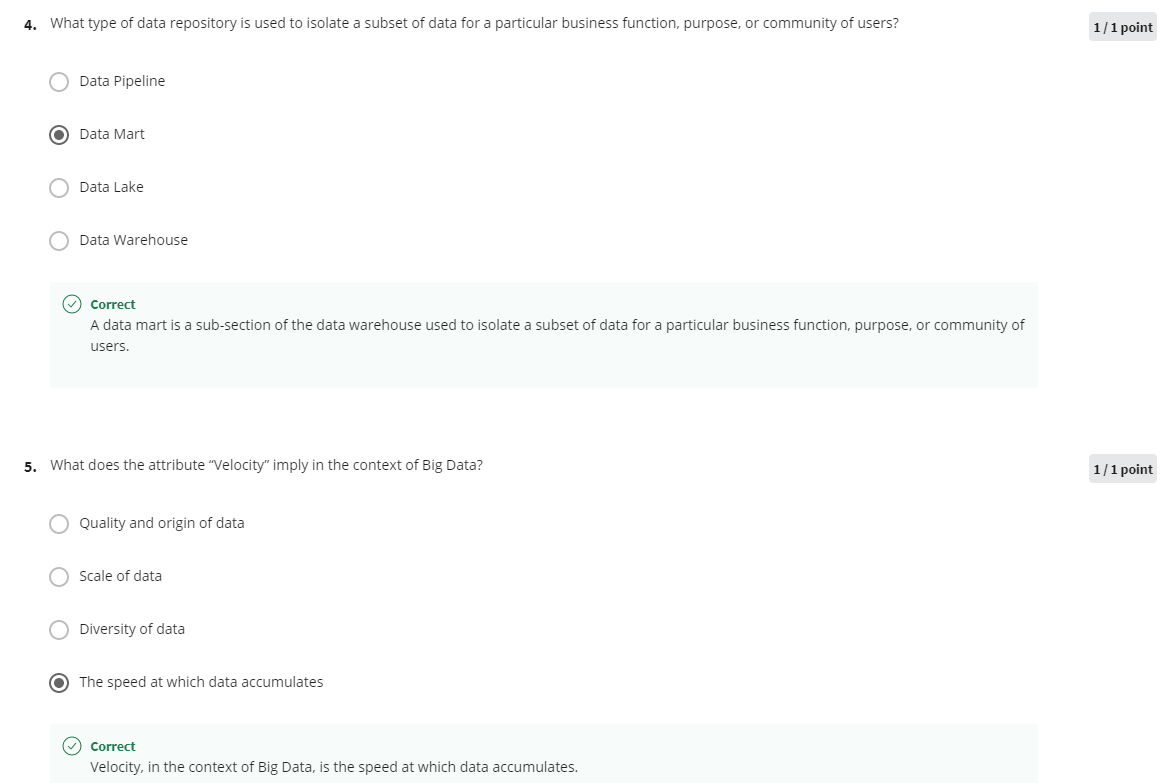 4. What type of data repository is used to isolate a subset of data for a particular business function, purpose, or community of users?
1 / 1 point
Data Pipeline
Data Mart
Data Lake
Data Warehouse
Correct
A data mart is a sub-section of the data warehouse used to isolate a subset of data for a particular business function, purpose, or community of
users.
5. What does the attribute “Velocity” imply in the context of Big Data?
1 / 1 point
Quality and origin of data
Scale of data
Diversity of data
The speed at which data accumulates
Correct
Velocity, in the context of Big Data, is the speed at which data accumulates.